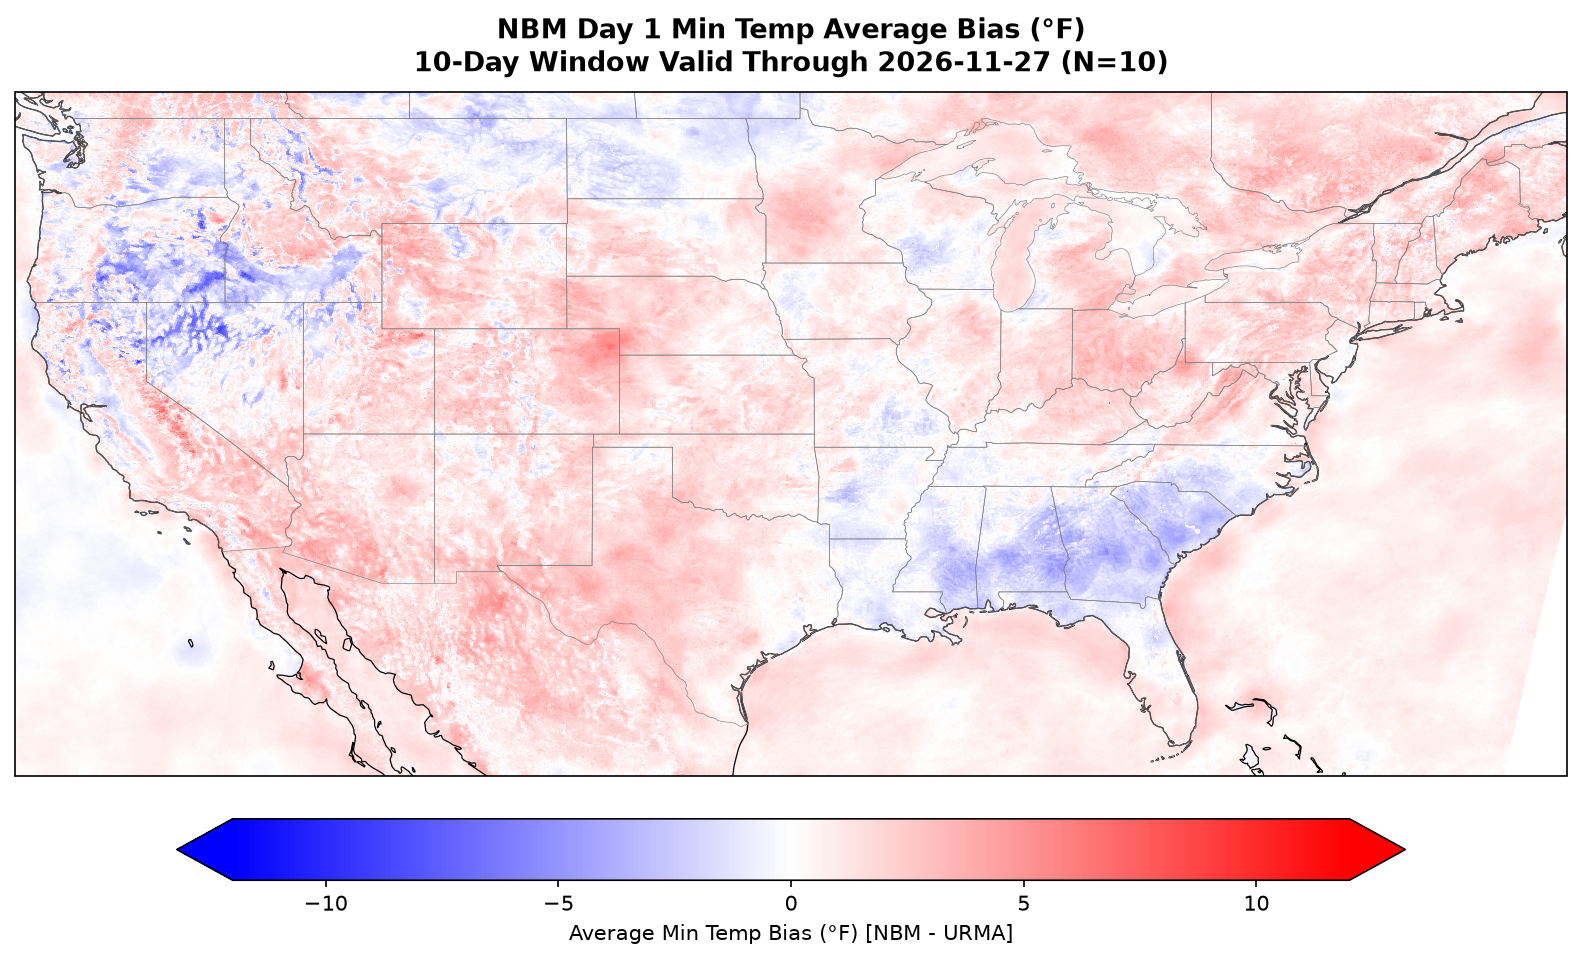 NBM Day 1 Min Temp Average Bias (°F)
10-Day Window Valid Through 2026-11-27 (N=10)
−10 −5 0 5 10
Average Min Temp Bias (°F) [NBM - URMA]